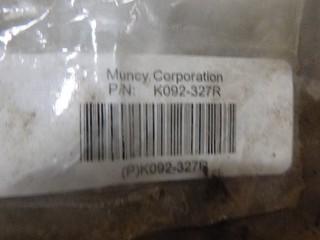 Muncy Corporation
P/N: K092-327R
(P)K092-327R